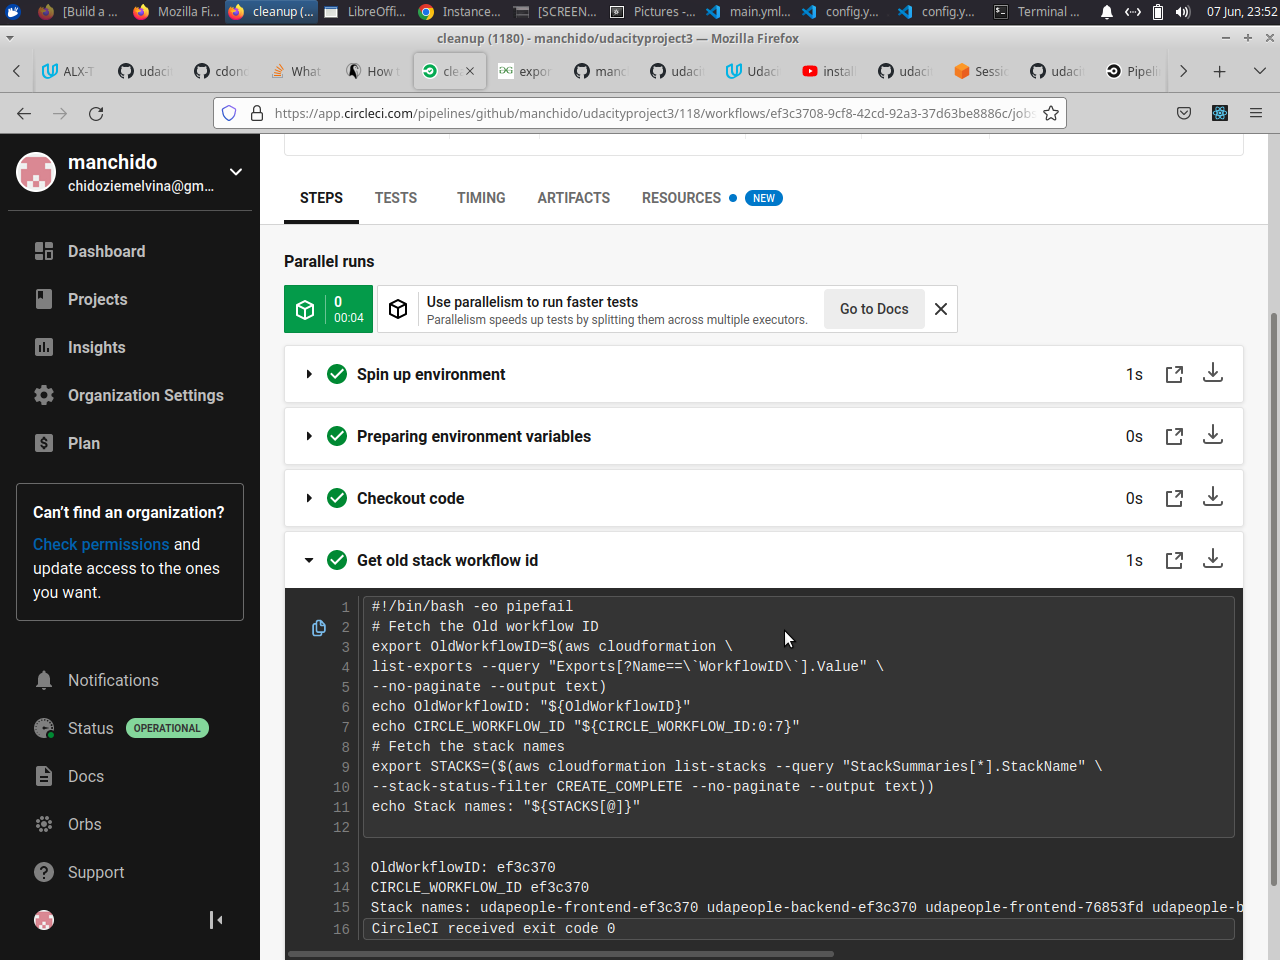 [Build a ...
Mozilla Fi...
cleanup (...
LibreOffi...
Instance...
[SCREEN...
Pictures -...
main.yml...
config.y...
config.y...
Terminal ...
07 Jun, 23:52
cleanup (1180) - manchido/udacityproject3 — Mozilla Firefox
ALX-T
udaci
cdond
What
How t
clea
expor
manc
udaci
Udaci
install
udaci
Sessio
udaci
Pipelin
https://app.circleci.com/pipelines/github/manchido/udacityproject3/118/workflows/ef3c3708-9cf8-42cd-92a3-37d63be8886c/jobs
manchido
chidoziemelvina@gm...
Dashboard
Projects
Insights
Organization Settings
Plan
Can't find an organization?
Check permissions and
update access to the ones
you want.
Notifications
Status OPERATIONAL
Docs
Orbs
Support
STEPS TESTS TIMING ARTIFACTS RESOURCES NEW
Parallel runs
0
00:04
Use parallelism to run faster tests
Parallelism speeds up tests by splitting them across multiple executors.
Go to Docs
Spin up environment 1s
Preparing environment variables 0s
Checkout code 0s
Get old stack workflow id 1s
1 #!/bin/bash -eo pipefail
2 # Fetch the Old workflow ID
3 export OldWorkflowID=$(aws cloudformation \
4 list-exports --query "Exports[?Name==\`WorkflowID\`].Value" \
5 --no-paginate --output text)
6 echo OldWorkflowID: "${OldWorkflowID}"
7 echo CIRCLE_WORKFLOW_ID "${CIRCLE_WORKFLOW_ID:0:7}"
8 # Fetch the stack names
9 export STACKS=($(aws cloudformation list-stacks --query "StackSummaries[*].StackName" \
10 --stack-status-filter CREATE_COMPLETE --no-paginate --output text))
11 echo Stack names: "${STACKS[@]}"
12
13 OldWorkflowID: ef3c370
14 CIRCLE_WORKFLOW_ID ef3c370
15 Stack names: udapeople-frontend-ef3c370 udapeople-backend-ef3c370 udapeople-frontend-76853fd udapeople-b
16 CircleCI received exit code 0